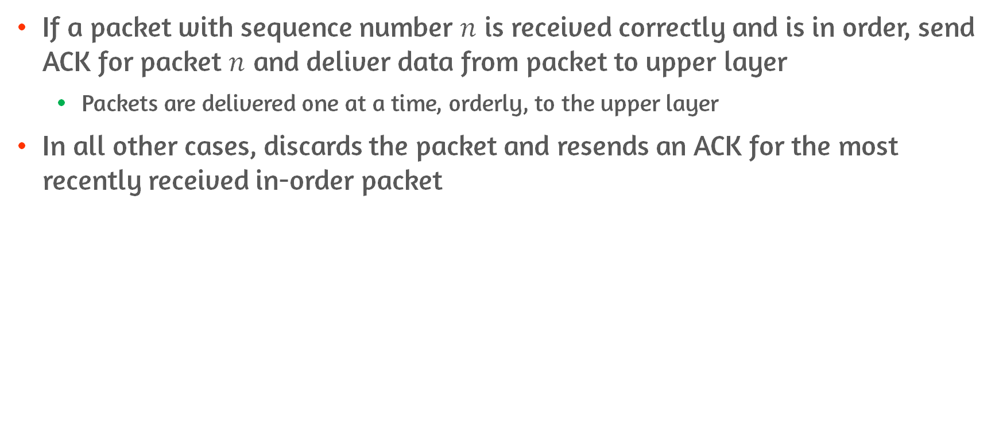 • If a packet with sequence number n is received correctly and is in order, send
ACK for packet n and deliver data from packet to upper layer
• Packets are delivered one at a time, orderly, to the upper layer
• In all other cases, discards the packet and resends an ACK for the most
recently received in-order packet